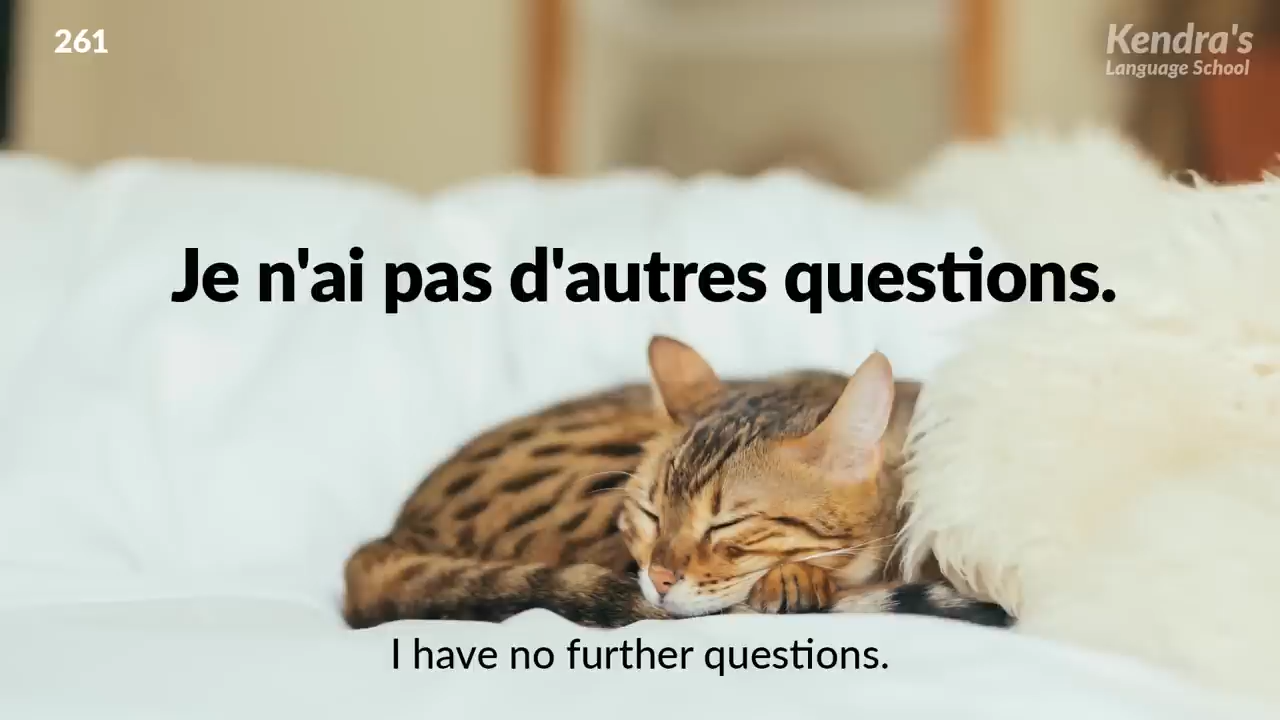 261
Kendra's
Language School
Je n'ai pas d'autres questions.
I have no further questions.